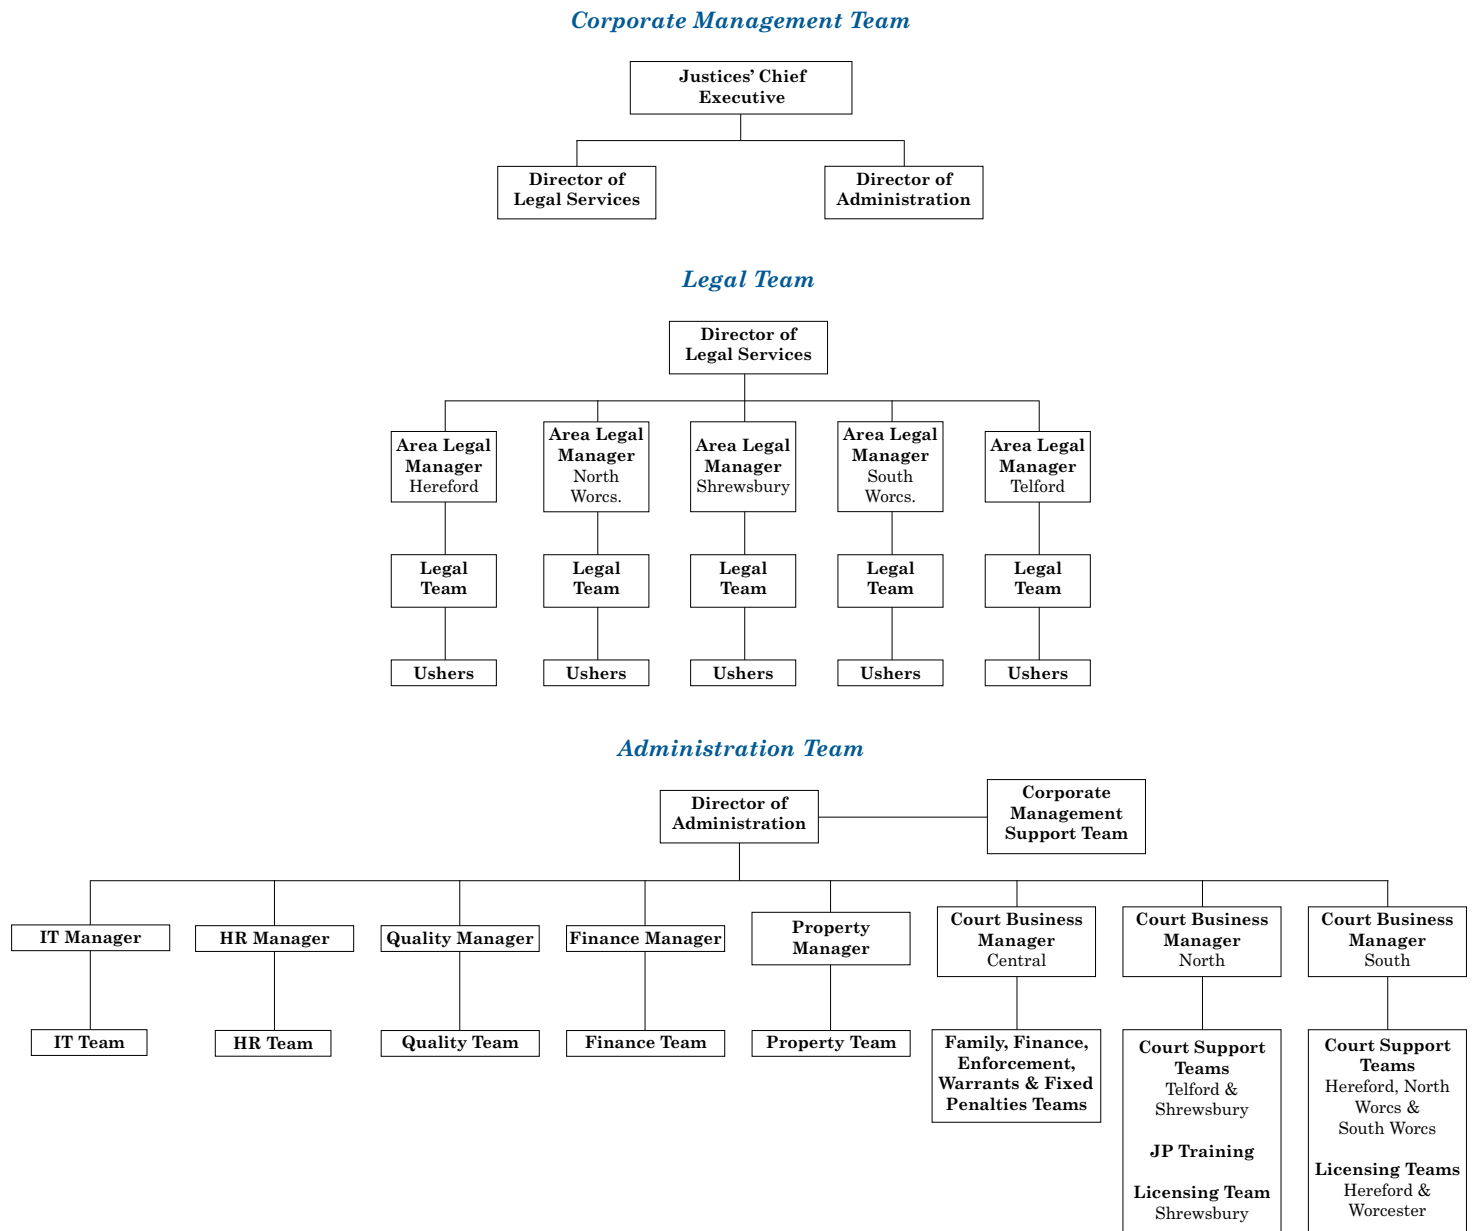 Corporate Management Team
Justices’ Chief
Executive
Director of
Legal Services
Director of
Administration
Legal Team
Director of
Legal Services
Area Legal
Manager
Hereford
Area Legal
Manager
North
Worcs.
Area Legal
Manager
Shrewsbury
Area Legal
Manager
South
Worcs.
Area Legal
Manager
Telford
Legal
Team
Legal
Team
Legal
Team
Legal
Team
Legal
Team
Ushers
Ushers
Ushers
Ushers
Ushers
Administration Team
Director of
Administration
Corporate
Management
Support Team
IT Manager
HR Manager
Quality Manager
Finance Manager
Property
Manager
Court Business
Manager
Central
Court Business
Manager
North
Court Business
Manager
South
IT Team
HR Team
Quality Team
Finance Team
Property Team
Family, Finance,
Enforcement,
Warrants & Fixed
Penalties Teams
Court Support
Teams
Telford &
Shrewsbury
JP Training
Licensing Team
Shrewsbury
Court Support
Teams
Hereford, North
Worcs &
South Worcs
Licensing Teams
Hereford &
Worcester